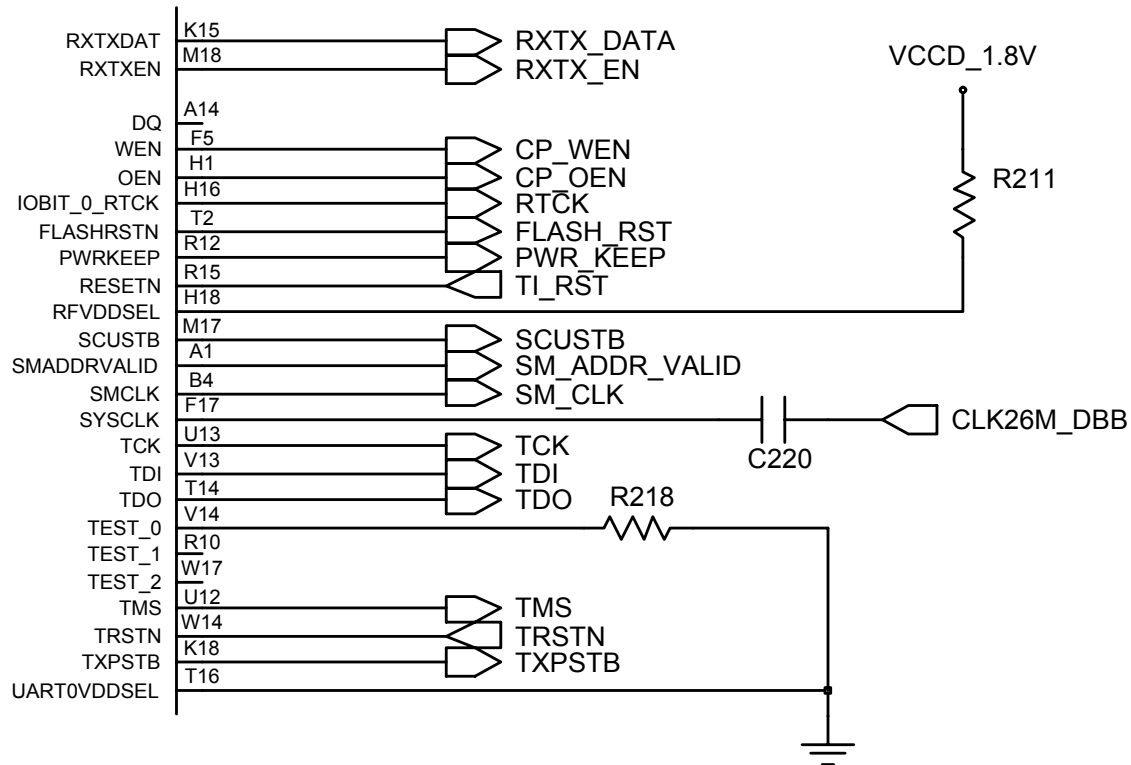 RXTXDAT K15 RXTX_DATA
RXTXEN M18 RXTX_EN
VCCD_1.8V
DQ A14
WEN F5 CP_WEN
OEN H1 CP_OEN
R211
IOBIT_0_RTCK H16 RTCK
FLASHRSTN T2 FLASH_RST
PWRKEEP R12 PWR_KEEP
RESETN R15 TI_RST
RFVDDSEL H18
SCUSTB M17 SCUSTB
SMADDRVALID A1 SM_ADDR_VALID
SMCLK B4 SM_CLK
SYSCLK F17 CLK26M_DBB
C220
TCK U13 TCK
TDI V13 TDI
TDO T14 TDO
R218
TEST_0 V14
TEST_1 R10
TEST_2 W17
TMS U12 TMS
TRSTN W14 TRSTN
TXPSTB K18 TXPSTB
UART0VDDSEL T16